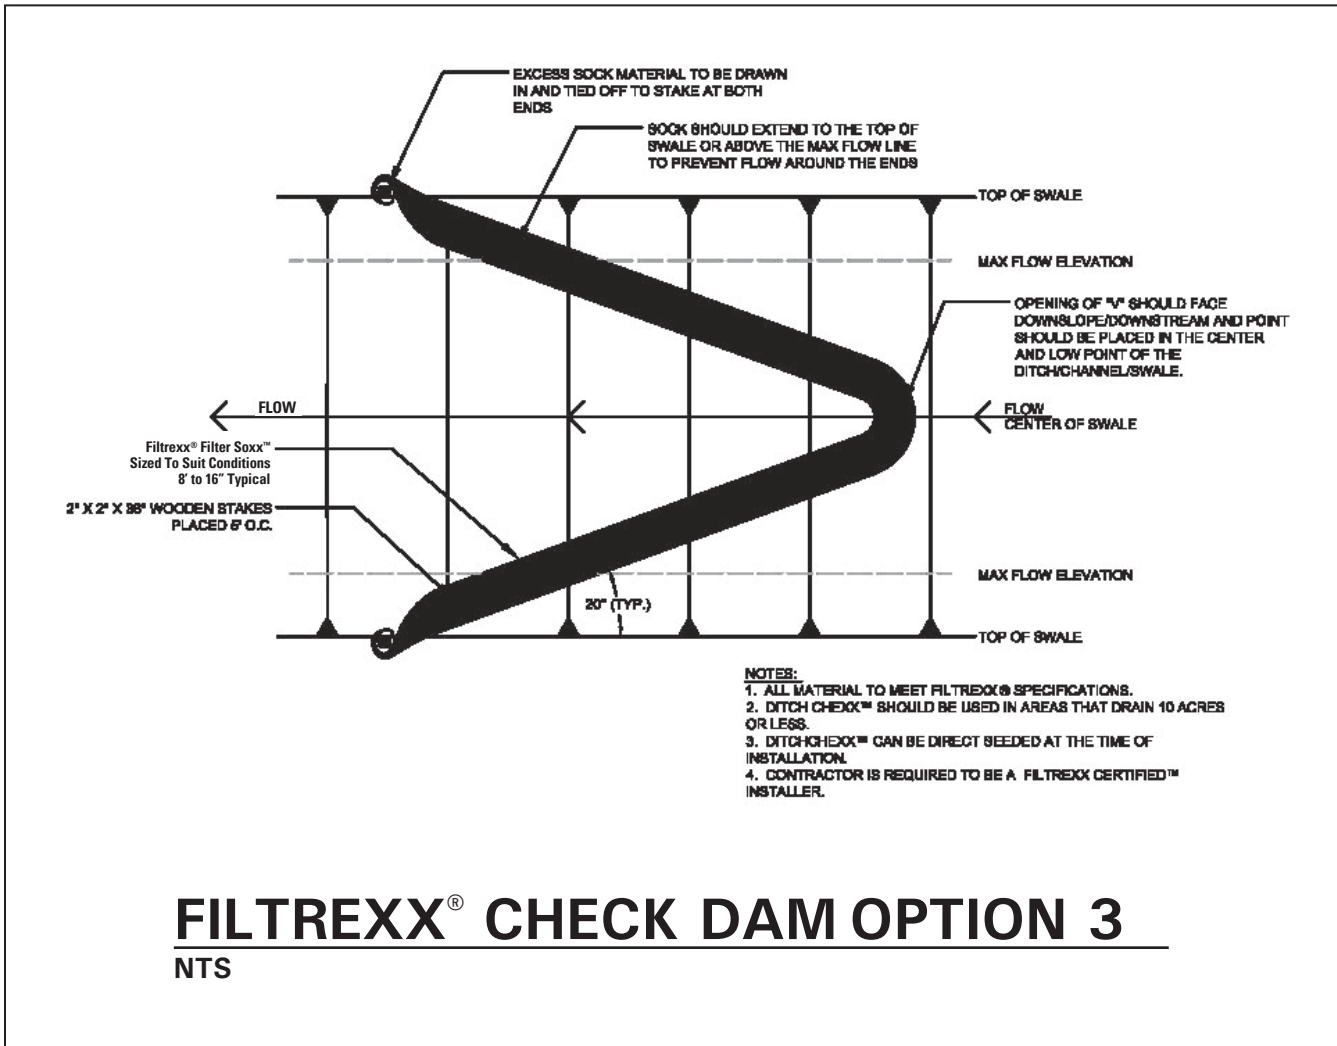 EXCESS SOCK MATERIAL TO BE DRAWN
IN AND TIED OFF TO STAKE AT BOTH
ENDS
SOCK SHOULD EXTEND TO THE TOP OF
SWALE OR ABOVE THE MAX FLOW LINE
TO PREVENT FLOW AROUND THE ENDS
TOP OF SWALE
MAX FLOW ELEVATION
OPENING OF "V" SHOULD FACE
DOWNSLOPE/DOWNSTREAM AND POINT
SHOULD BE PLACED IN THE CENTER
AND LOW POINT OF THE
DITCH/CHANNEL/SWALE.
FLOW
FLOW
CENTER OF SWALE
Filtrexx® Filter Soxx™
Sized To Suit Conditions
8' to 16" Typical
2" X 2" X 36" WOODEN STAKES
PLACED 5' O.C.
MAX FLOW ELEVATION
20° (TYP.)
TOP OF SWALE
NOTES:
1. ALL MATERIAL TO MEET FILTREXX® SPECIFICATIONS.
2. DITCH CHEXX™ SHOULD BE USED IN AREAS THAT DRAIN 10 ACRES
OR LESS.
3. DITCHCHEXX™ CAN BE DIRECT SEEDED AT THE TIME OF
INSTALLATION.
4. CONTRACTOR IS REQUIRED TO BE A FILTREXX CERTIFIED™
INSTALLER.
FILTREXX® CHECK DAM OPTION 3
NTS